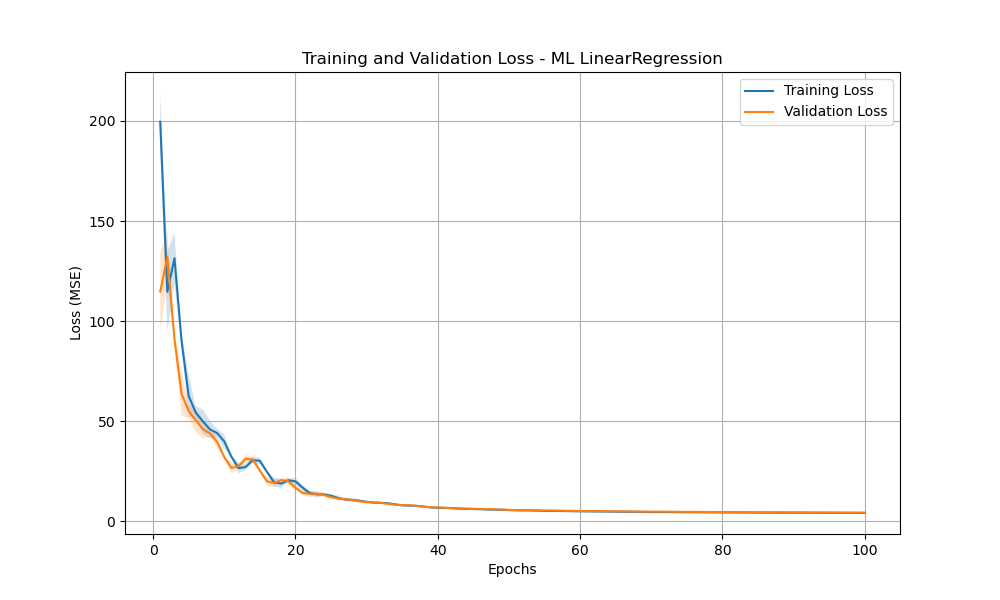 Training and Validation Loss - ML LinearRegression
Training Loss
Validation Loss
200
150
100
50
0
Loss (MSE)
0 20 40 60 80 100
Epochs